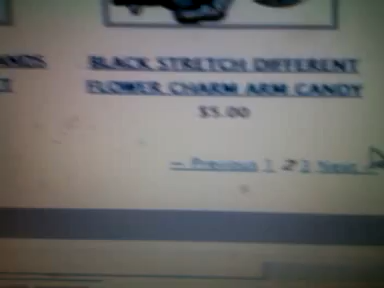 BLACK STRETCH DIFFERENT
FLOWER CHARM ARM CANDY
$5.00
← Previous 1 2 3 Next →